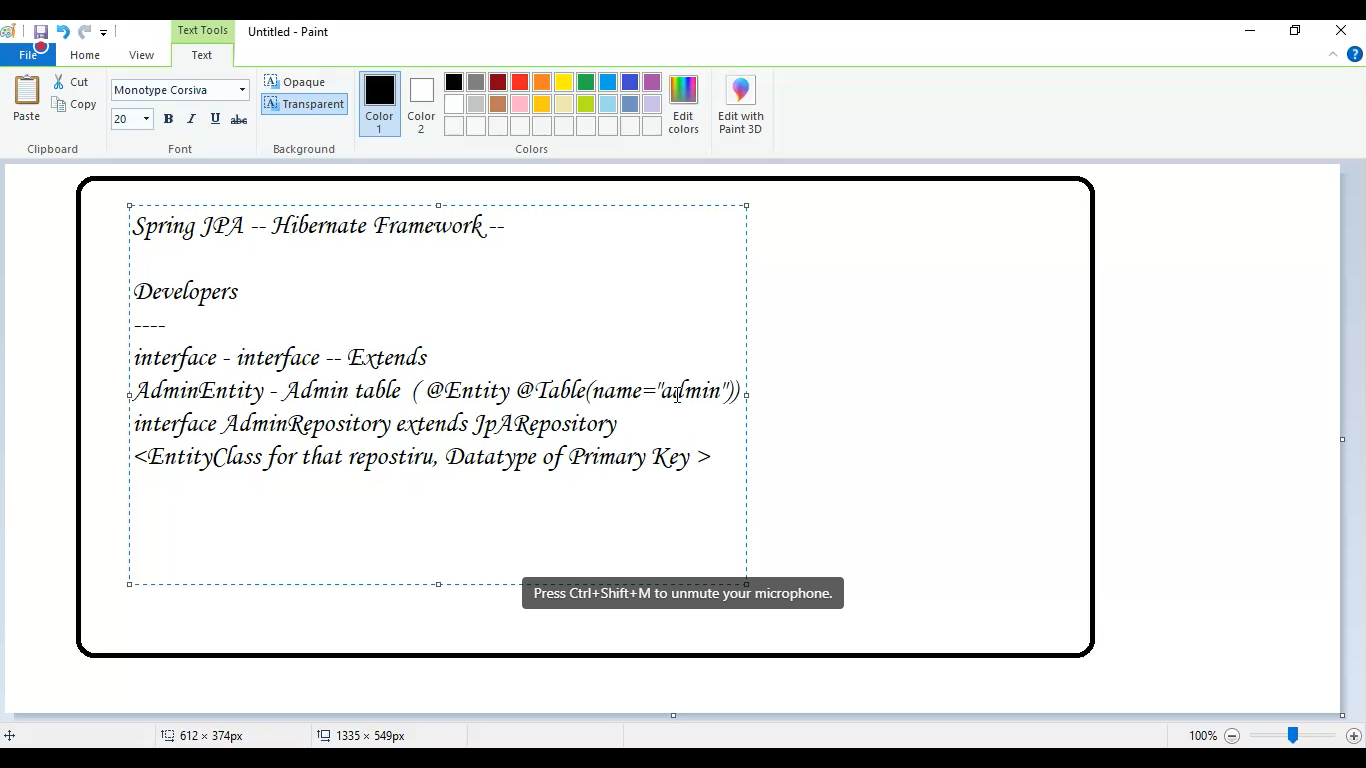 Text Tools
Untitled - Paint
File
Home
View
Text
Paste
Cut
Copy
Clipboard
Monotype Corsiva
20
B I U abc
Font
Opaque
Transparent
Background
Color 1
Color 2
Edit colors
Colors
Edit with Paint 3D
Spring JPA -- Hibernate Framework --
Developers
----
interface - interface -- Extends
AdminEntity - Admin table ( @Entity @Table(name="admin"))
interface AdminRepository extends JpARepository
<EntityClass for that repostiru, Datatype of Primary Key >
Press Ctrl+Shift+M to unmute your microphone.
612 × 374px
1335 × 549px
100%